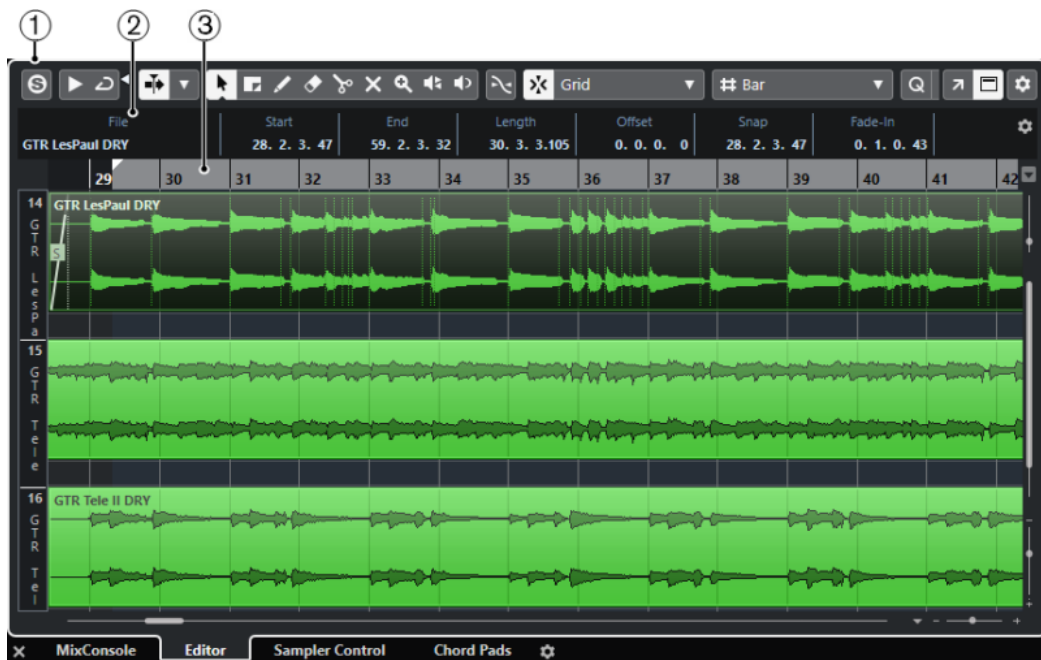 1 2 3
S Grid Bar Q
File Start End Length Offset Snap Fade-In
GTR LesPaul DRY 28. 2. 3. 47 59. 2. 3. 32 30. 3. 3.105 0. 0. 0. 0 28. 2. 3. 47 0. 1. 0. 43
29 30 31 32 33 34 35 36 37 38 39 40 41 42
14 GTR LesPaul DRY
GTR LesPa
S
15
GTR Tele
16 GTR Tele II DRY
GTR Tel
MixConsole Editor Sampler Control Chord Pads